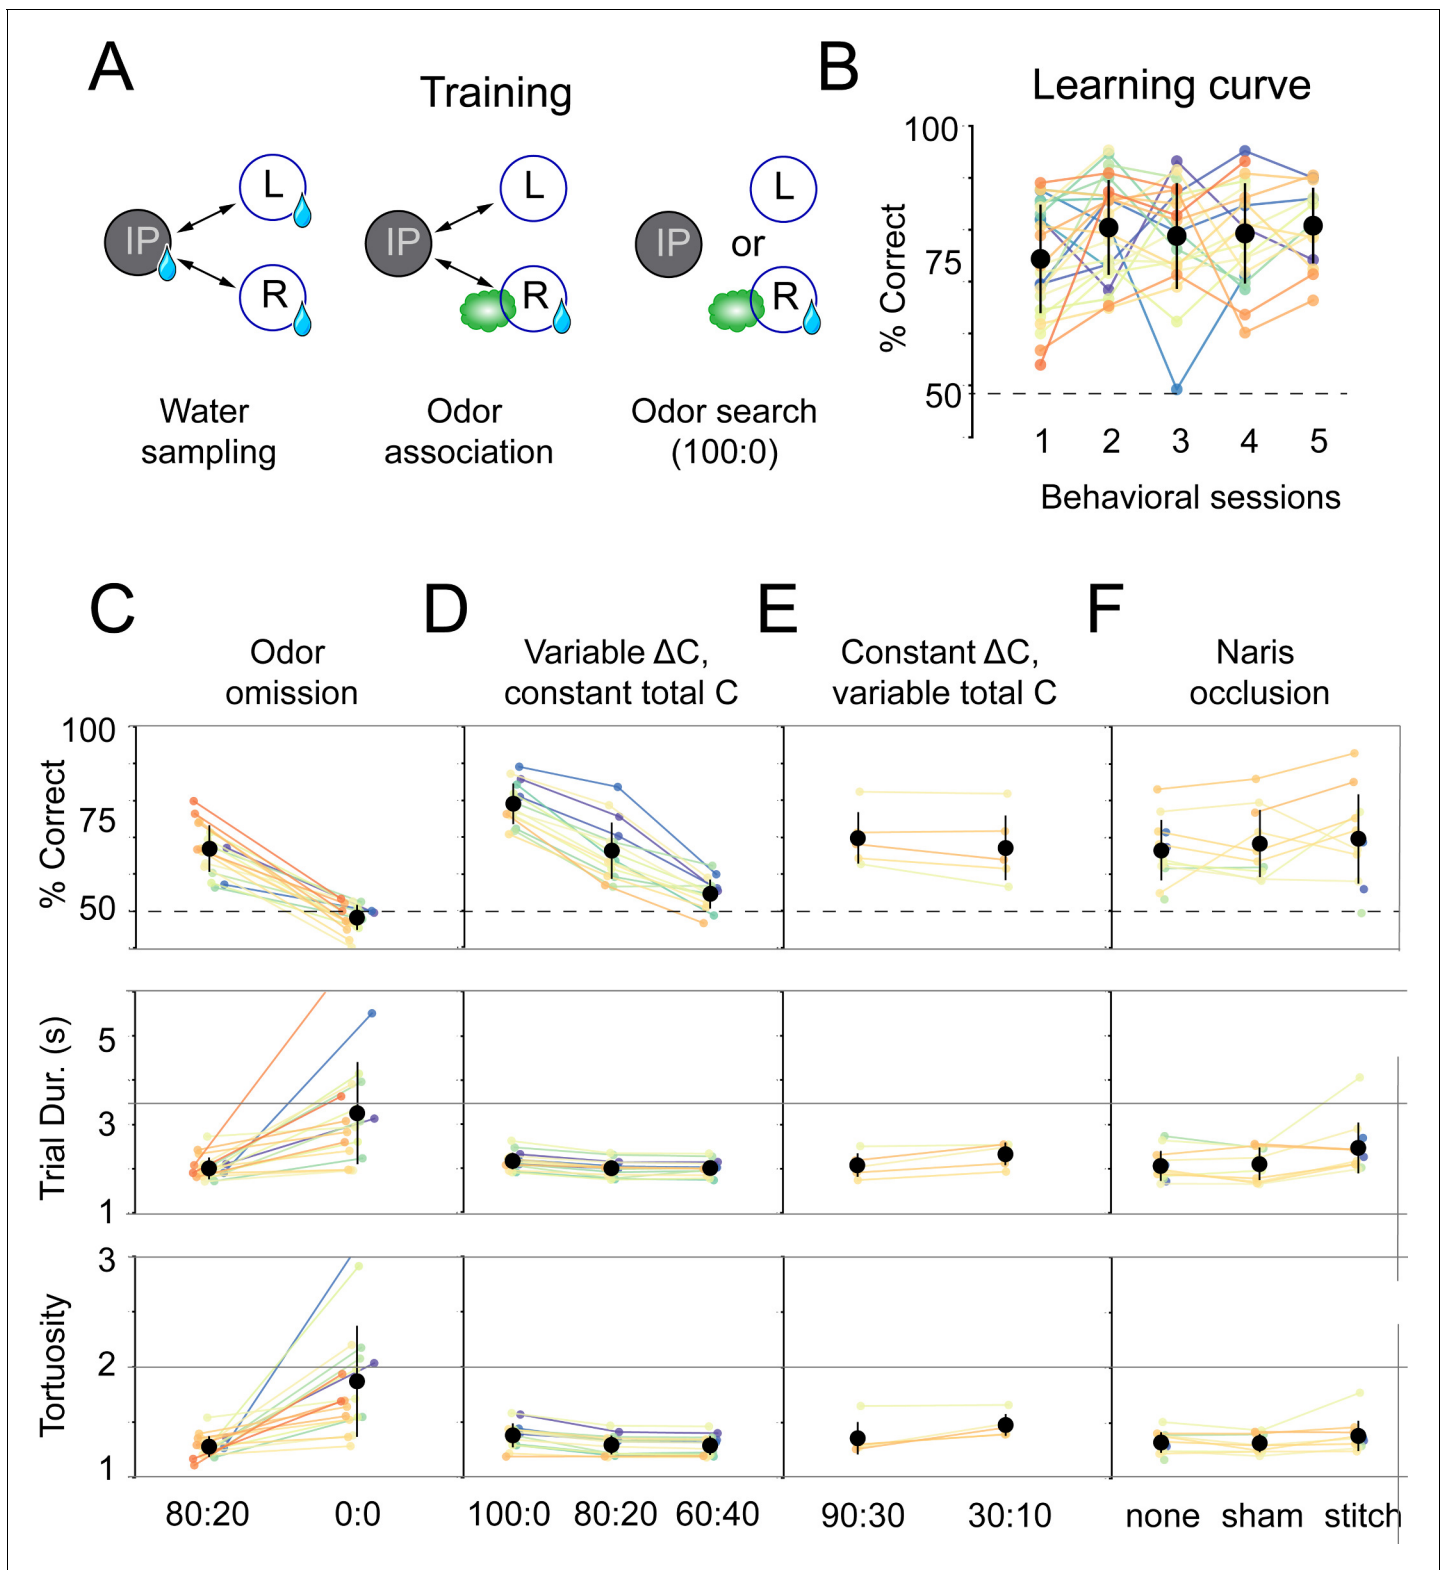 A
Training
IP
L
R
IP
L
R
IP
L
or
R
Water
sampling
Odor
association
Odor search
(100:0)
B
Learning curve
% Correct
100
75
50
1 2 3 4 5
Behavioral sessions
C
Odor
omission
D
Variable ΔC,
constant total C
E
Constant ΔC,
variable total C
F
Naris
occlusion
% Correct
100
75
50
Trial Dur. (s)
5
3
1
Tortuosity
3
2
1
80:20 0:0
100:0 80:20 60:40
90:30 30:10
none sham stitch